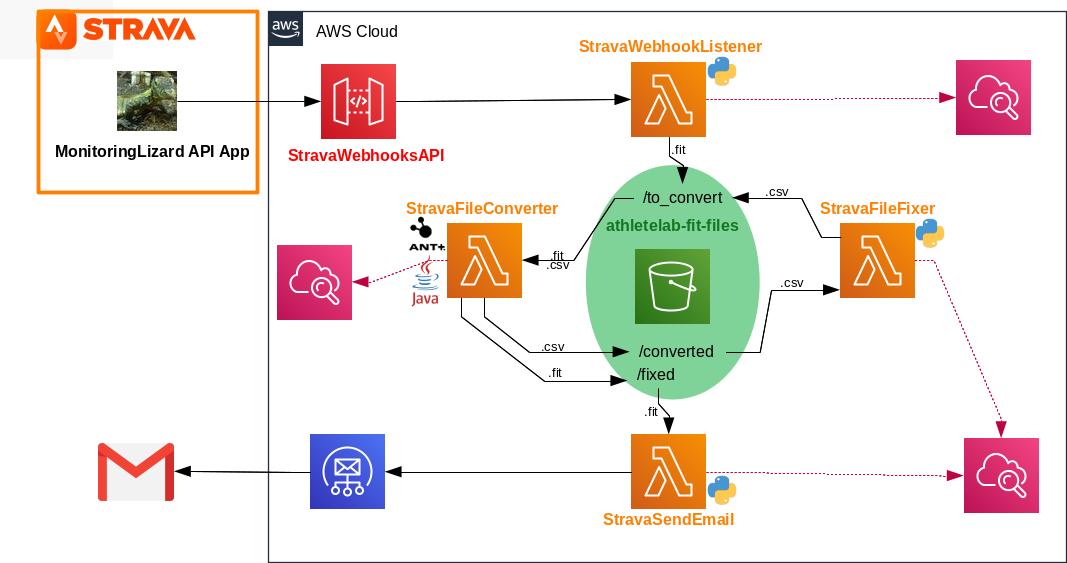 STRAVA
aws
AWS Cloud
StravaWebhookListener
MonitoringLizard API App
StravaWebhooksAPI
.fit
/to_convert
.csv
StravaFileConverter
StravaFileFixer
athletelab-fit-files
ANT+
.fit
.csv
Java
.csv
.csv
/converted
.fit
/fixed
.fit
StravaSendEmail